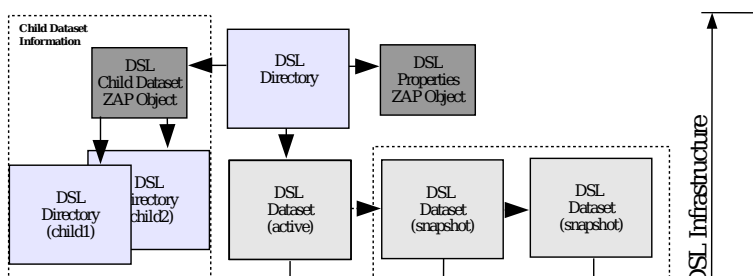 Child Dataset
Information
DSL
Child Dataset
ZAP Object
DSL
Directory
DSL
Properties
ZAP Object
DSL
Directory
(child1)
DSL
irectory
child2)
DSL
Dataset
(active)
DSL
Dataset
(snapshot)
DSL
Dataset
(snapshot)
DSL Infrastructure